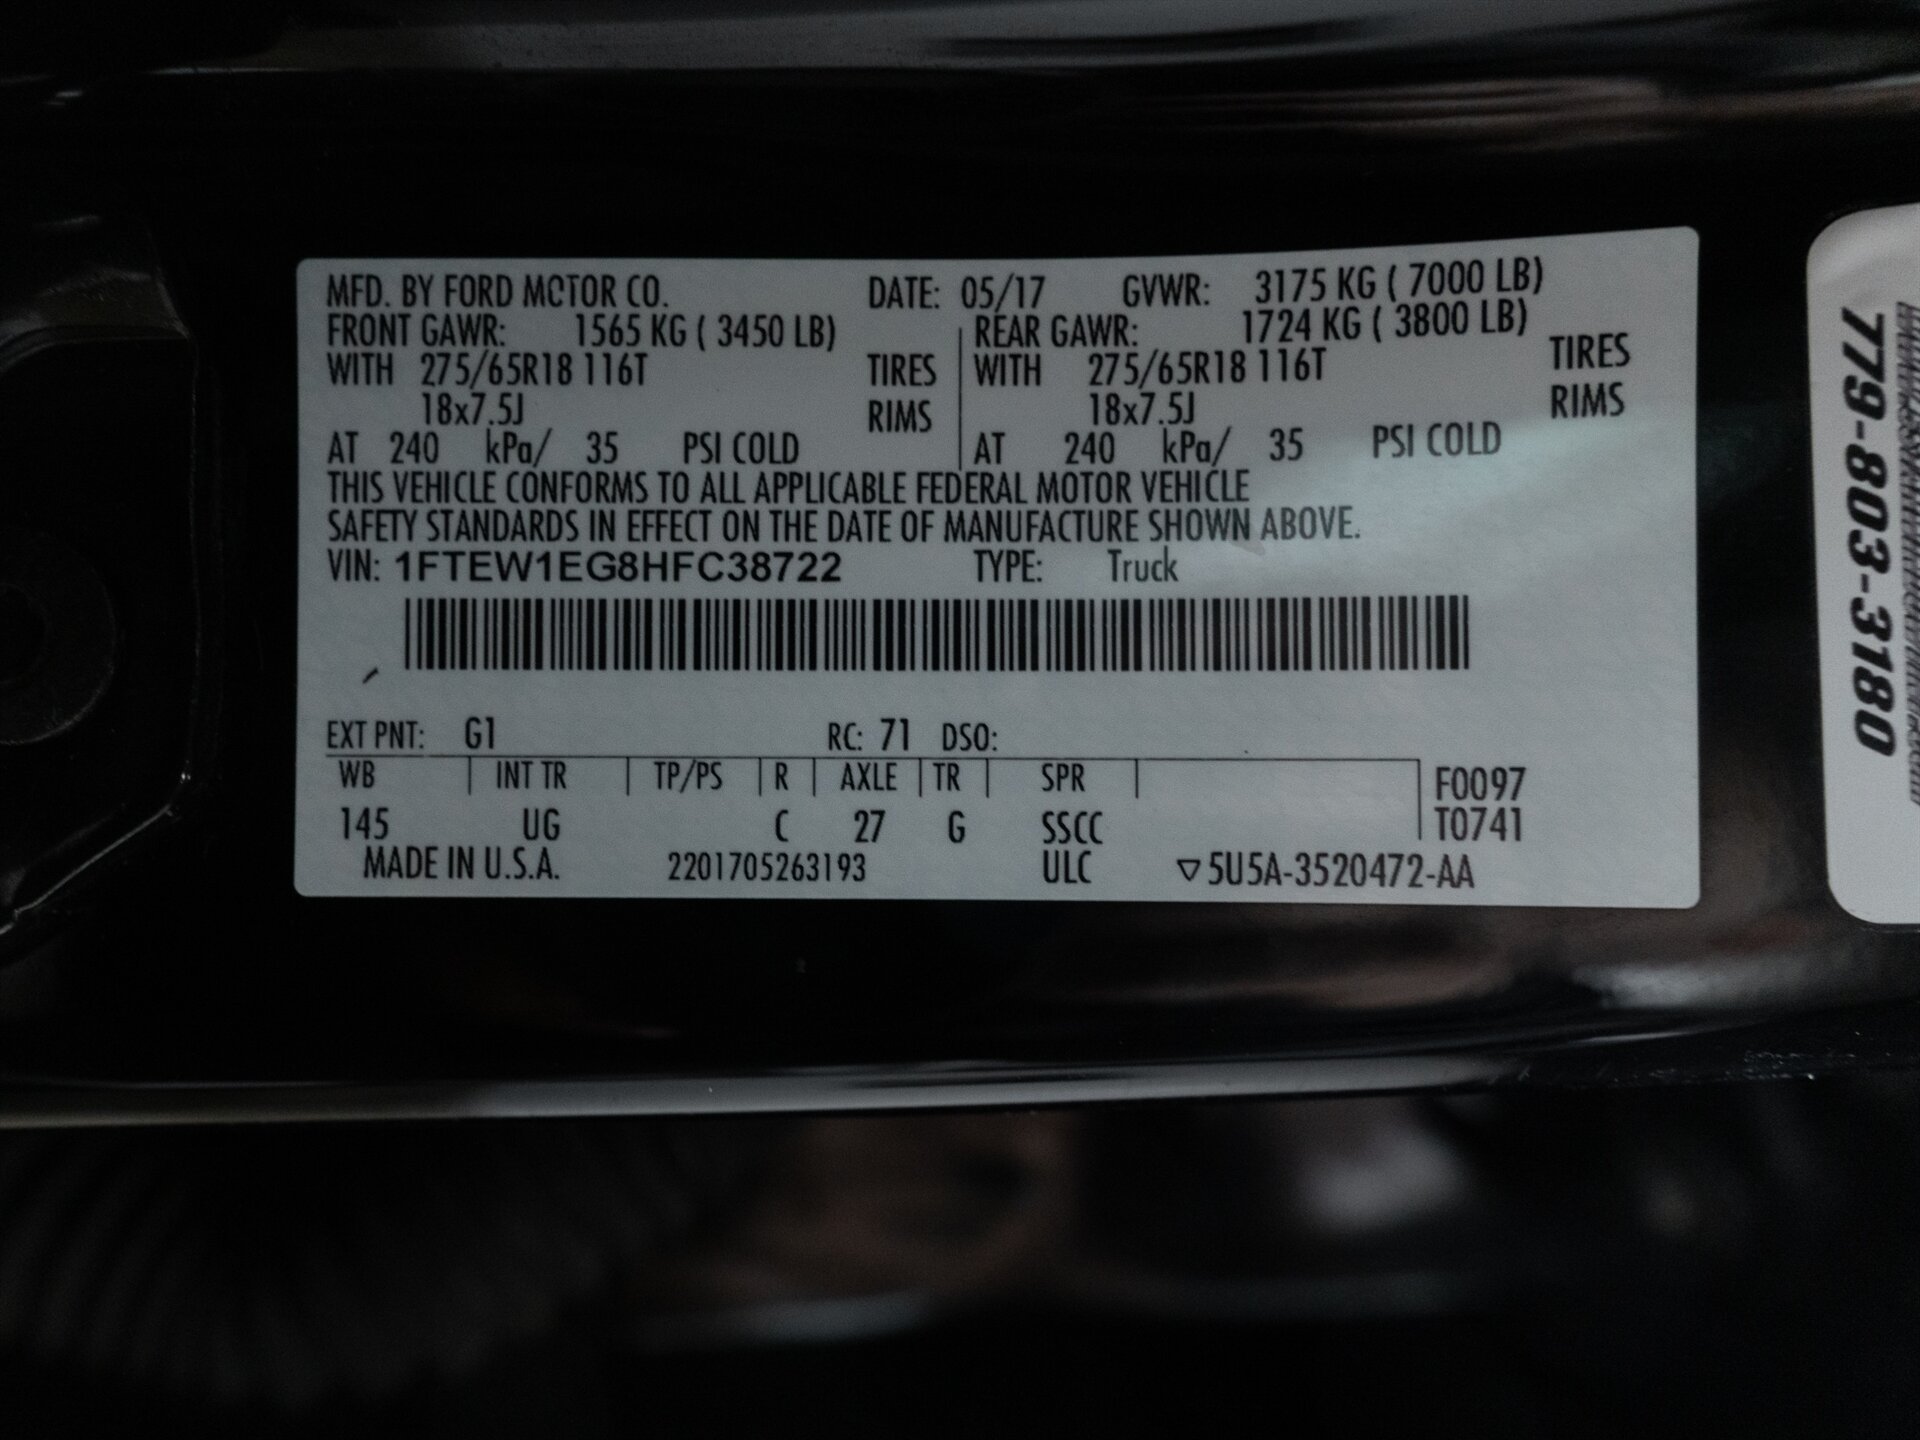 MFD. BY FORD MOTOR CO. DATE: 05/17 GVWR: 3175 KG ( 7000 LB)
FRONT GAWR: 1565 KG ( 3450 LB) REAR GAWR: 1724 KG ( 3800 LB)
WITH 275/65R18 116T TIRES WITH 275/65R18 116T TIRES
18x7.5J RIMS 18x7.5J RIMS
AT 240 kPa/ 35 PSI COLD AT 240 kPa/ 35 PSI COLD
THIS VEHICLE CONFORMS TO ALL APPLICABLE FEDERAL MOTOR VEHICLE
SAFETY STANDARDS IN EFFECT ON THE DATE OF MANUFACTURE SHOWN ABOVE.
VIN: 1FTEW1EG8HFC38722 TYPE: Truck
EXT PNT: G1 RC: 71 DSO:
WB INT TR TP/PS R AXLE TR SPR F0097
145 UG C 27 G SSCC T0741
MADE IN U.S.A. 2201705263193 ULC ▽5U5A-3520472-AA
779-803-3180